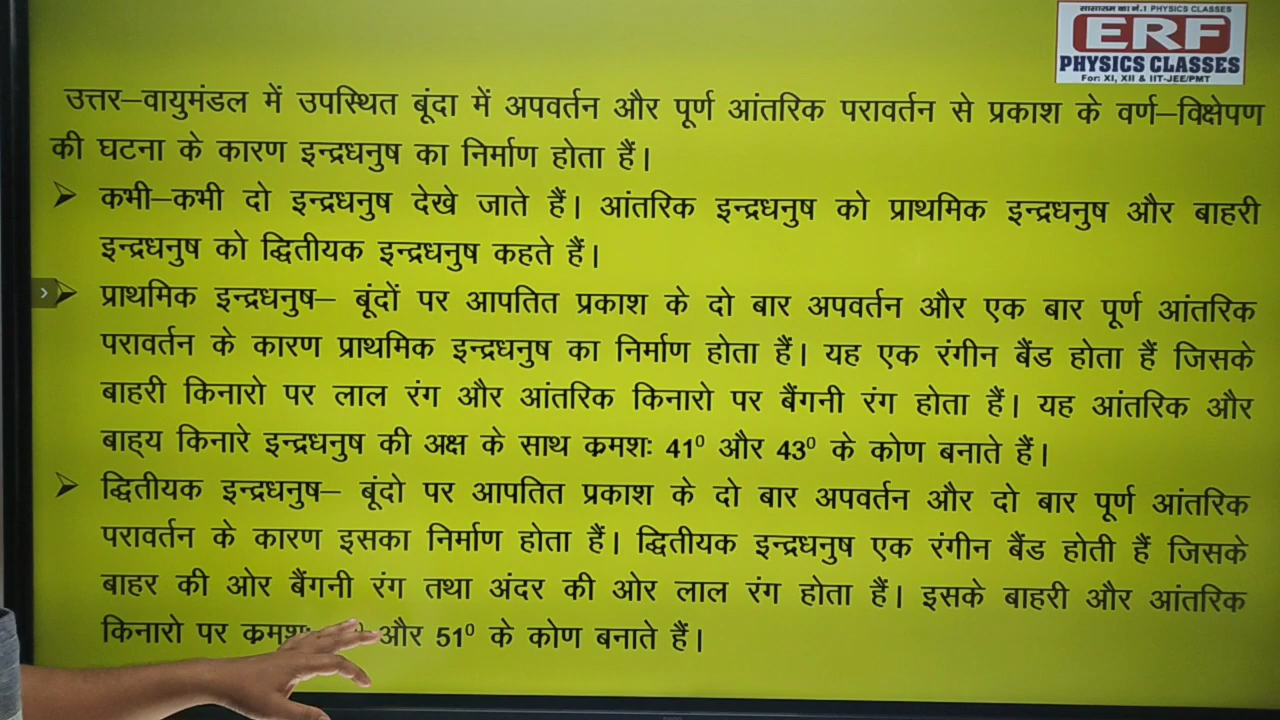 सासाराम का नं.1 PHYSICS CLASSES
ERF
PHYSICS CLASSES
For: XI, XII & IIT-JEE/PMT
उत्तर–वायुमंडल में उपस्थित बूंदा में अपवर्तन और पूर्ण आंतरिक परावर्तन से प्रकाश के वर्ण–विक्षेपण
की घटना के कारण इन्द्रधनुष का निर्माण होता हैं।
➢ कभी–कभी दो इन्द्रधनुष देखे जाते हैं। आंतरिक इन्द्रधनुष को प्राथमिक इन्द्रधनुष और बाहरी
इन्द्रधनुष को द्वितीयक इन्द्रधनुष कहते हैं।
➢ प्राथमिक इन्द्रधनुष– बूंदों पर आपतित प्रकाश के दो बार अपवर्तन और एक बार पूर्ण आंतरिक
परावर्तन के कारण प्राथमिक इन्द्रधनुष का निर्माण होता हैं। यह एक रंगीन बैंड होता हैं जिसके
बाहरी किनारो पर लाल रंग और आंतरिक किनारो पर बैंगनी रंग होता हैं। यह आंतरिक और
बाह्य किनारे इन्द्रधनुष की अक्ष के साथ क्रमशः 41⁰ और 43⁰ के कोण बनाते हैं।
➢ द्वितीयक इन्द्रधनुष– बूंदो पर आपतित प्रकाश के दो बार अपवर्तन और दो बार पूर्ण आंतरिक
परावर्तन के कारण इसका निर्माण होता हैं। द्वितीयक इन्द्रधनुष एक रंगीन बैंड होती हैं जिसके
बाहर की ओर बैंगनी रंग तथा अंदर की ओर लाल रंग होता हैं। इसके बाहरी और आंतरिक
किनारो पर क्रमशः और 51⁰ के कोण बनाते हैं।